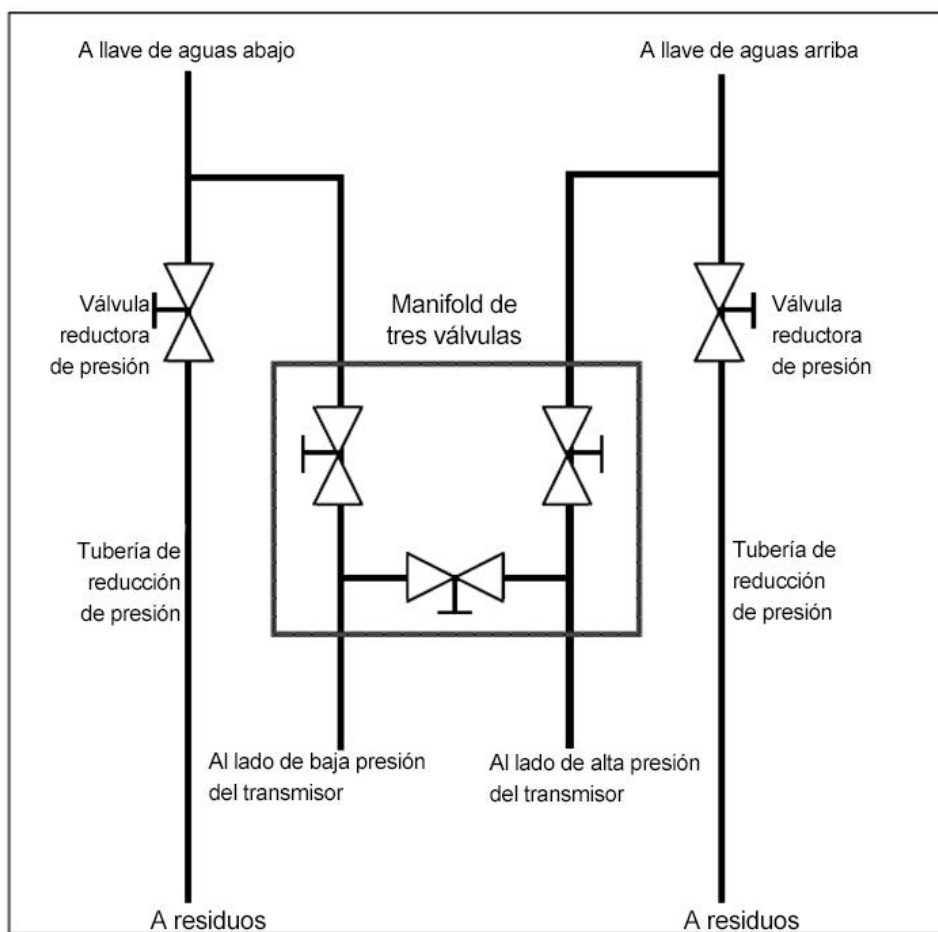 A llave de aguas abajo
A llave de aguas arriba
Válvula
reductora
de presión
Manifold de
tres válvulas
Válvula
reductora
de presión
Tubería de
reducción
de presión
Tubería de
reducción
de presión
Al lado de baja presión
del transmisor
Al lado de alta presión
del transmisor
A residuos
A residuos